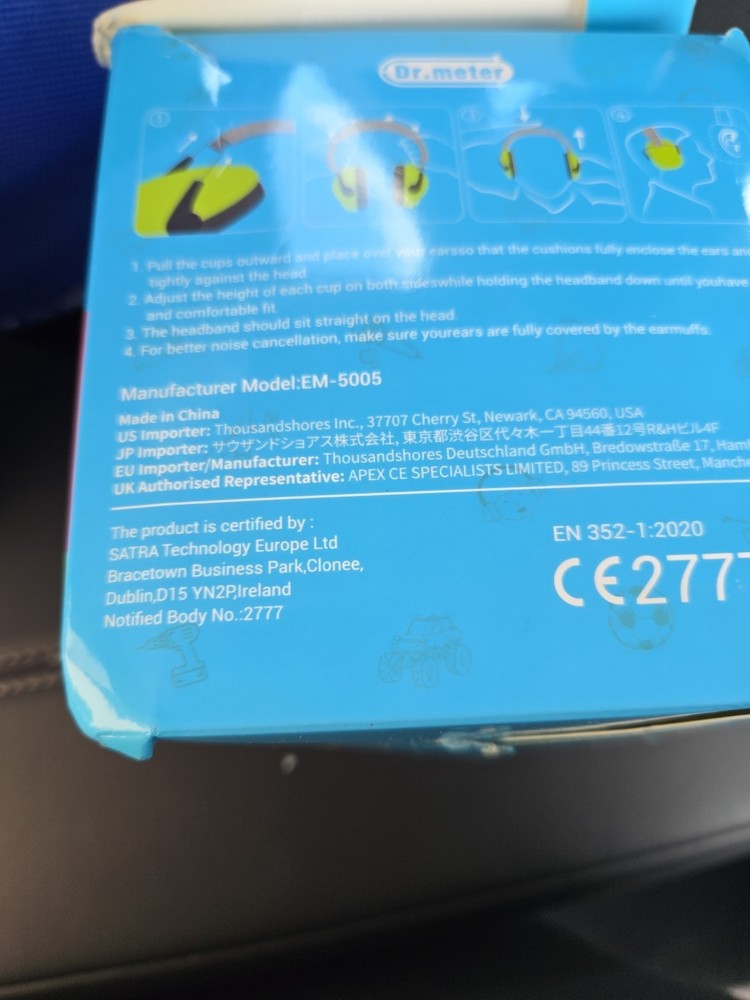 Dr.meter
1
3
4
1. Pull the cups outward and place over your earsso that the cushions fully enclose the ears and
tightly against the head
2. Adjust the height of each cup on both sideswhile holding the headband down until youhave
and comfortable fit.
3. The headband should sit straight on the head.
4. For better noise cancellation, make sure yourears are fully covered by the earmuffs.
Manufacturer Model:EM-5005
Made in China
US Importer: Thousandshores Inc., 37707 Cherry St, Newark, CA 94560, USA
JP Importer: サウザンドショアス株式会社, 東京都渋谷区代々木一丁目44番12号R&Hビル4F
EU Importer/Manufacturer: Thousandshores Deutschland GmbH, Bredowstraße 17,
UK Authorised Representative: APEX CE SPECIALISTS LIMITED, 89 Princess Street,
The product is certified by :
SATRA Technology Europe Ltd
Bracetown Business Park,Clonee,
Dublin,D15 YN2P,Ireland
Notified Body No.:2777
EN 352-1:2020
CE2777